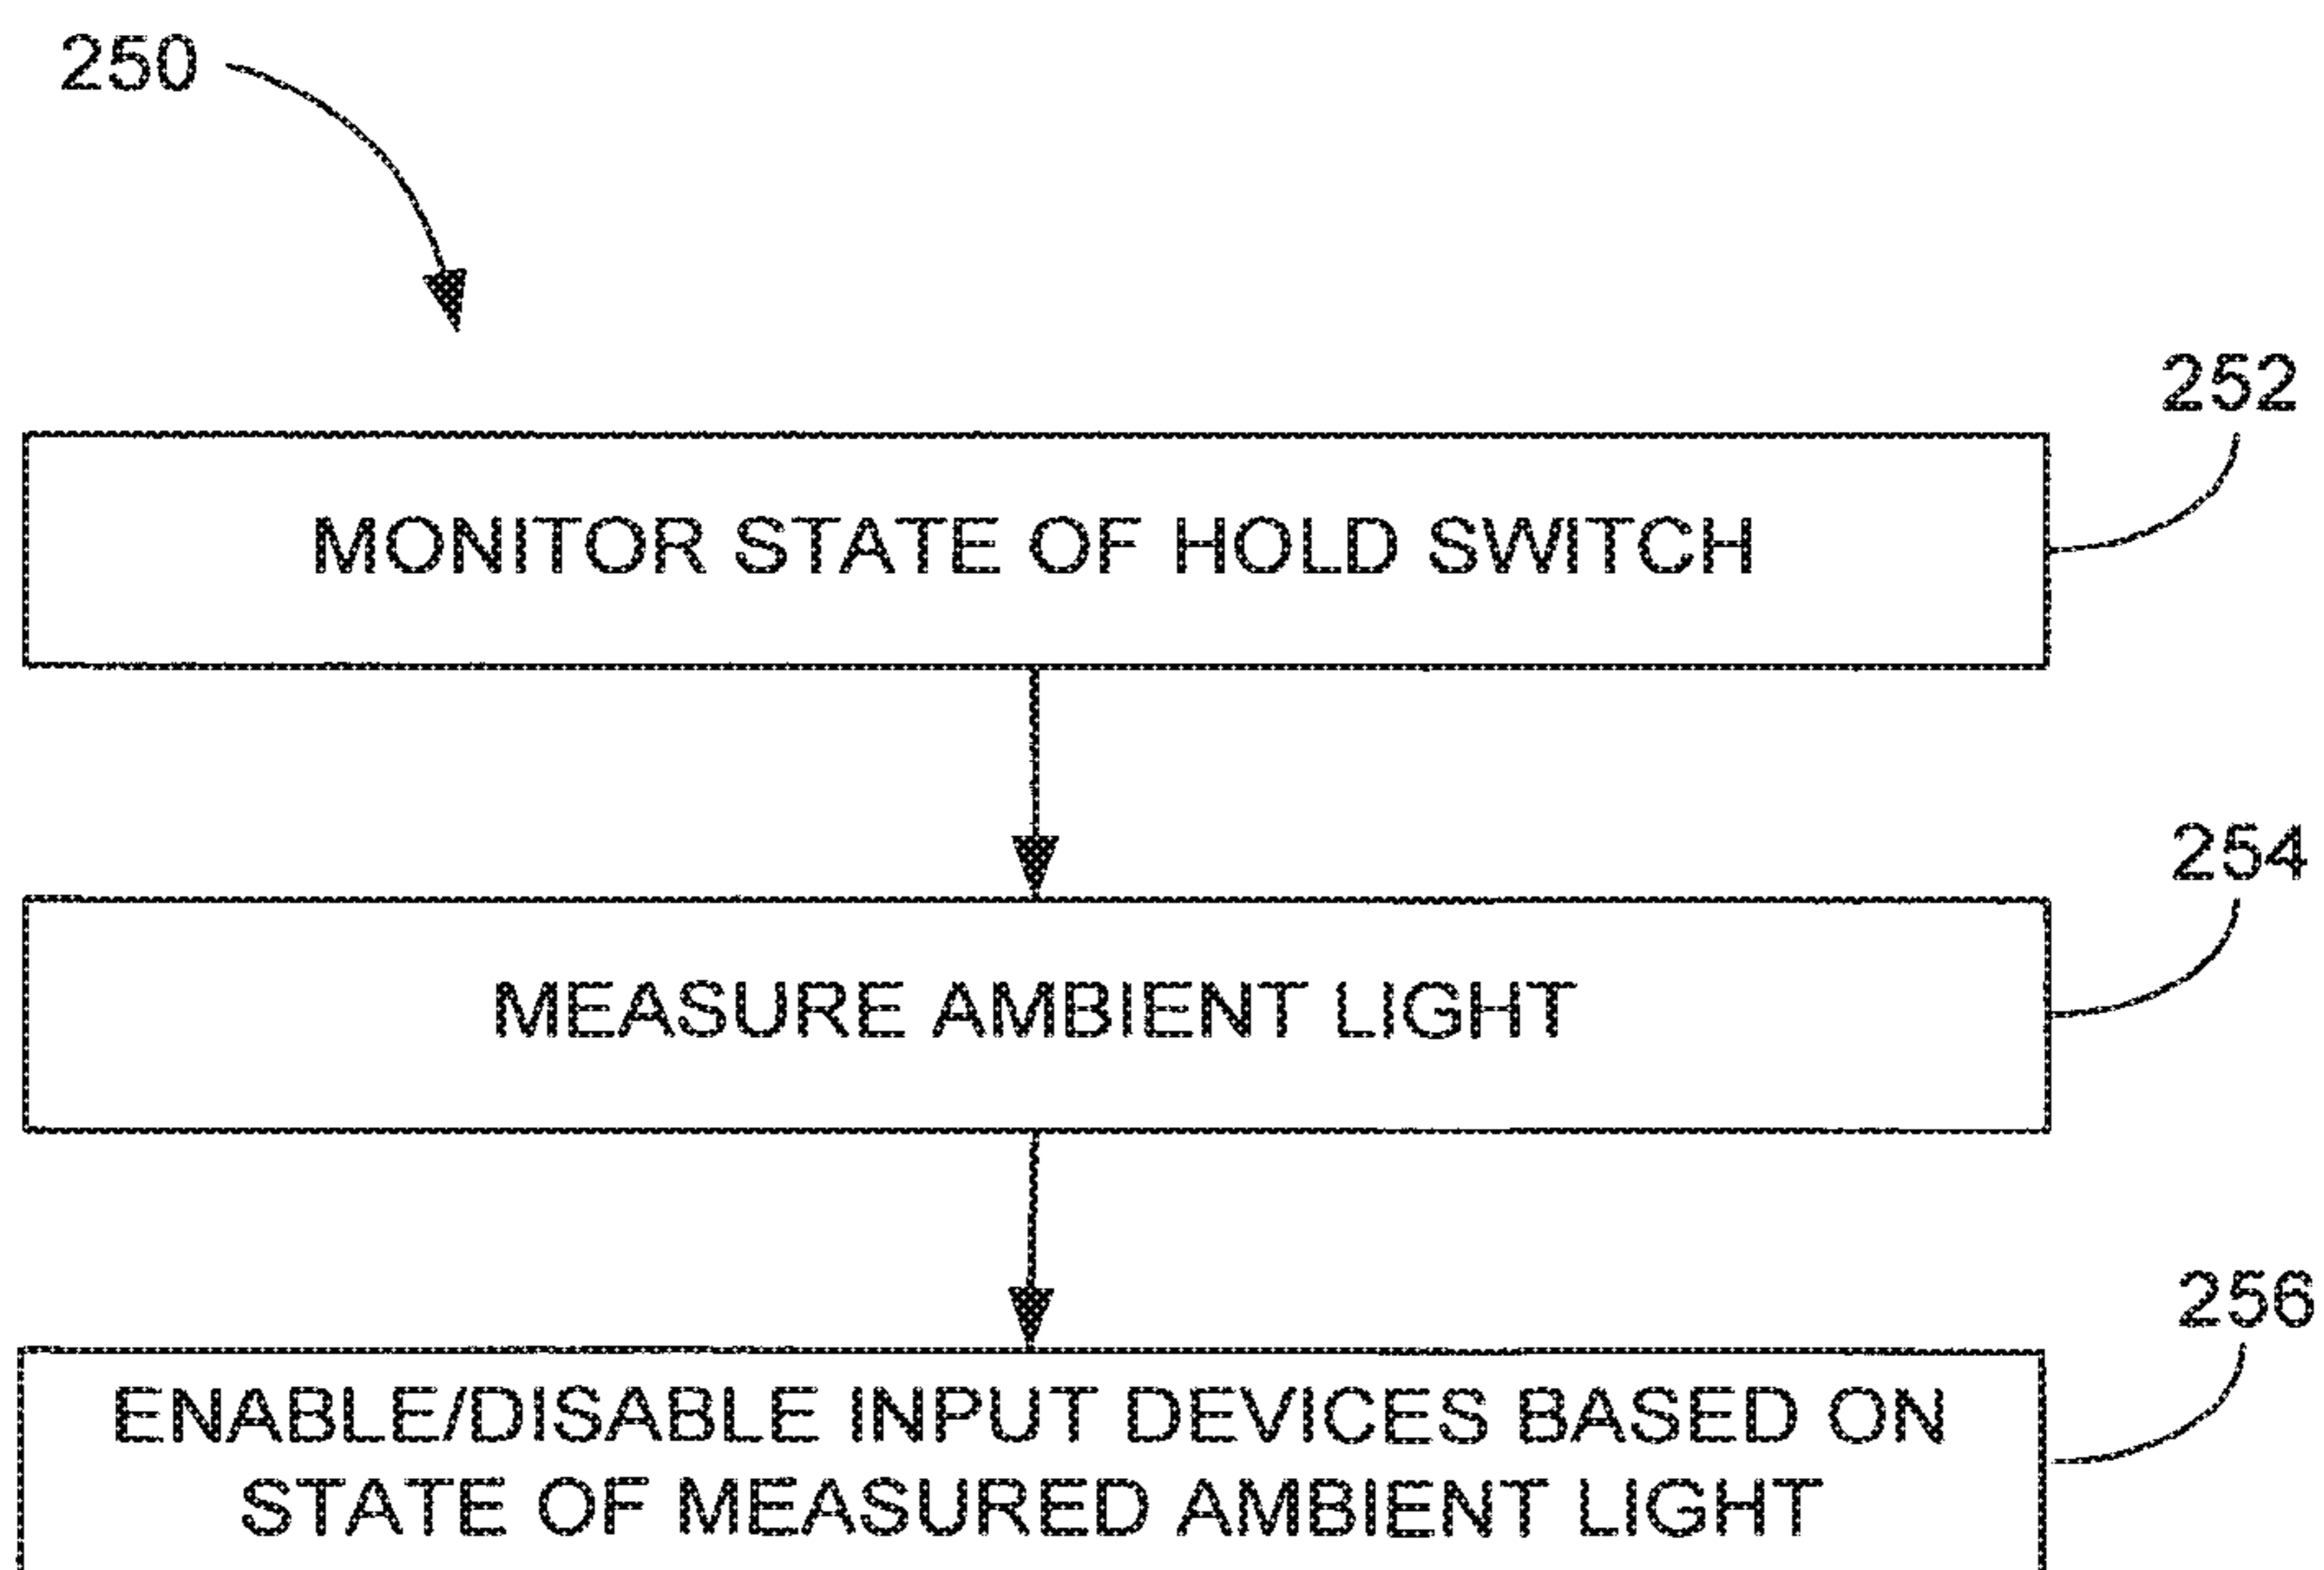 250
252
MONITOR STATE OF HOLD SWITCH
254
MEASURE AMBIENT LIGHT
256
ENABLE/DISABLE INPUT DEVICES BASED ON
STATE OF MEASURED AMBIENT LIGHT